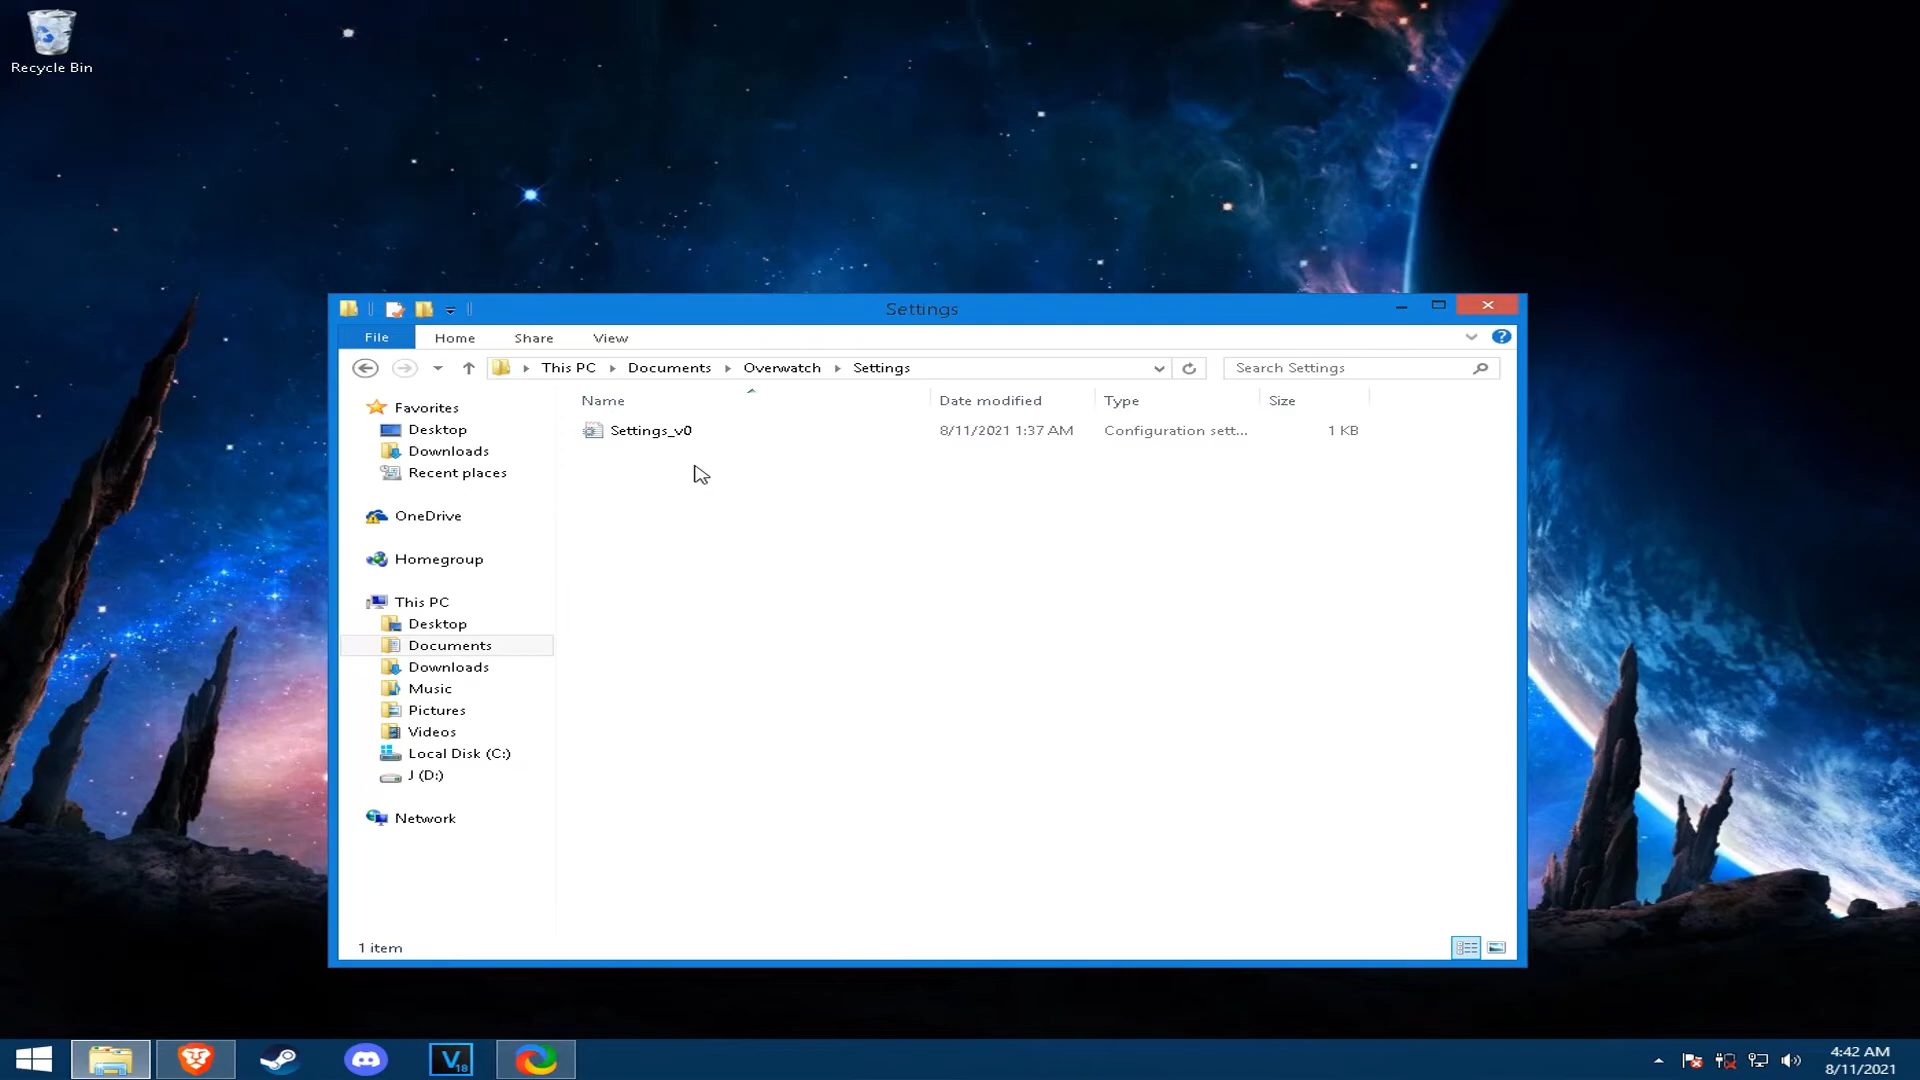 Recycle Bin
Settings
File Home Share View
This PC Documents Overwatch Settings
Search Settings
Name Date modified Type Size
Settings_v0 8/11/2021 1:37 AM Configuration sett... 1 KB
Favorites
Desktop
Downloads
Recent places
OneDrive
Homegroup
This PC
Desktop
Documents
Downloads
Music
Pictures
Videos
Local Disk (C:)
J (D:)
Network
1 item
V 18
4:42 AM
8/11/2021